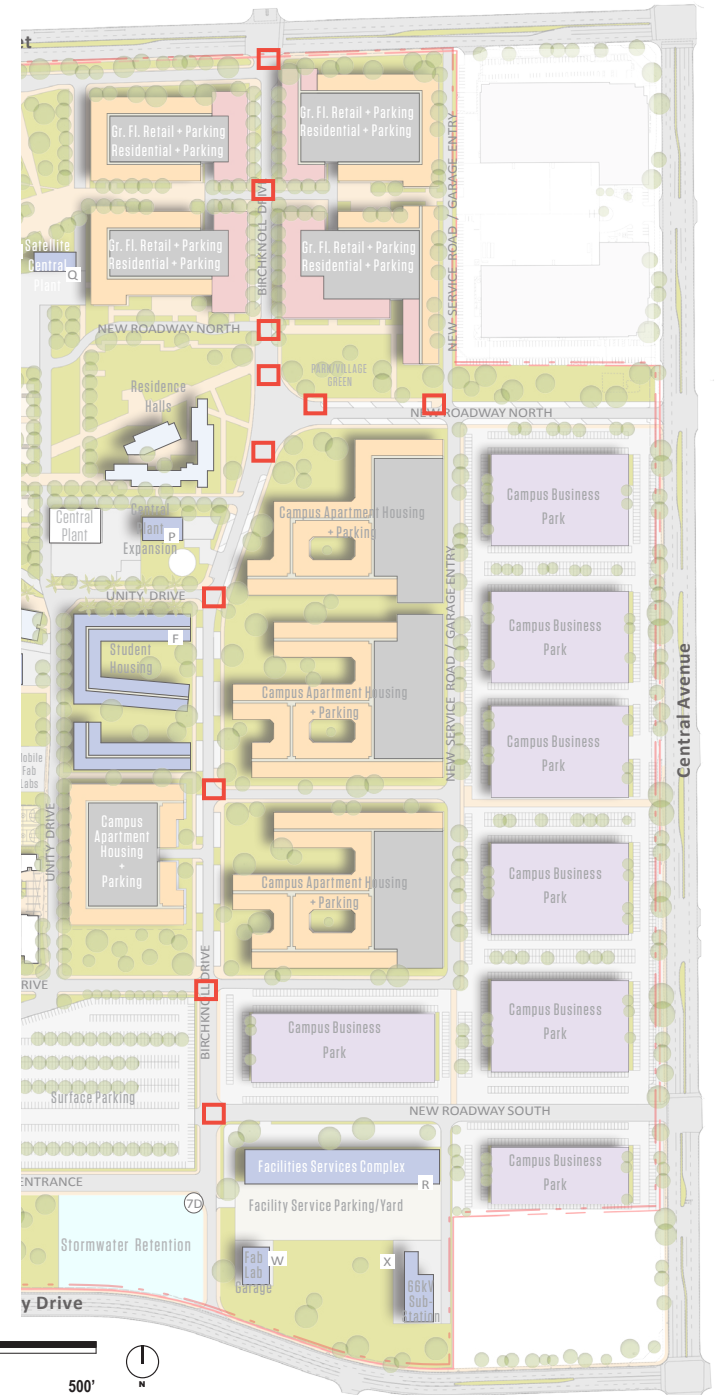 et
Gr. Fl. Retail + Parking
Residential + Parking
Gr. Fl. Retail + Parking
Residential + Parking
BIRCHKNOLL DRIV
NEW SERVICE ROAD / GARAGE ENTRY
Gr. Fl. Retail + Parking
Residential + Parking
Gr. Fl. Retail + Parking
Residential + Parking
Satellite
Central
Plant
Q
NEW ROADWAY NORTH
PARK/VILLAGE
GREEN
Residence
Halls
NEW ROADWAY NORTH
Campus Apartment Housing
+ Parking
Campus Business
Park
Central
Plant
Central
Plant
Expansion
P
UNITY DRIVE
F
Student
Housing
NEW SERVICE ROAD / GARAGE ENTRY
Campus Business
Park
Campus Apartment Housing
+ Parking
Campus Business
Park
Central Avenue
Mobile
Fab
Labs
UNITY DRIVE
Campus
Apartment
Housing
+
Parking
Campus Apartment Housing
+ Parking
Campus Business
Park
RIVE
BIRCHKNOLL DRIVE
Campus Business
Park
Campus Business
Park
Surface Parking
NEW ROADWAY SOUTH
Facilities Services Complex
R
Campus Business
Park
ENTRANCE
7D
Facility Service Parking/Yard
Stormwater Retention
Fab
Lab
Garage
W
X
66kV
Sub-
Station
y Drive
N
500'